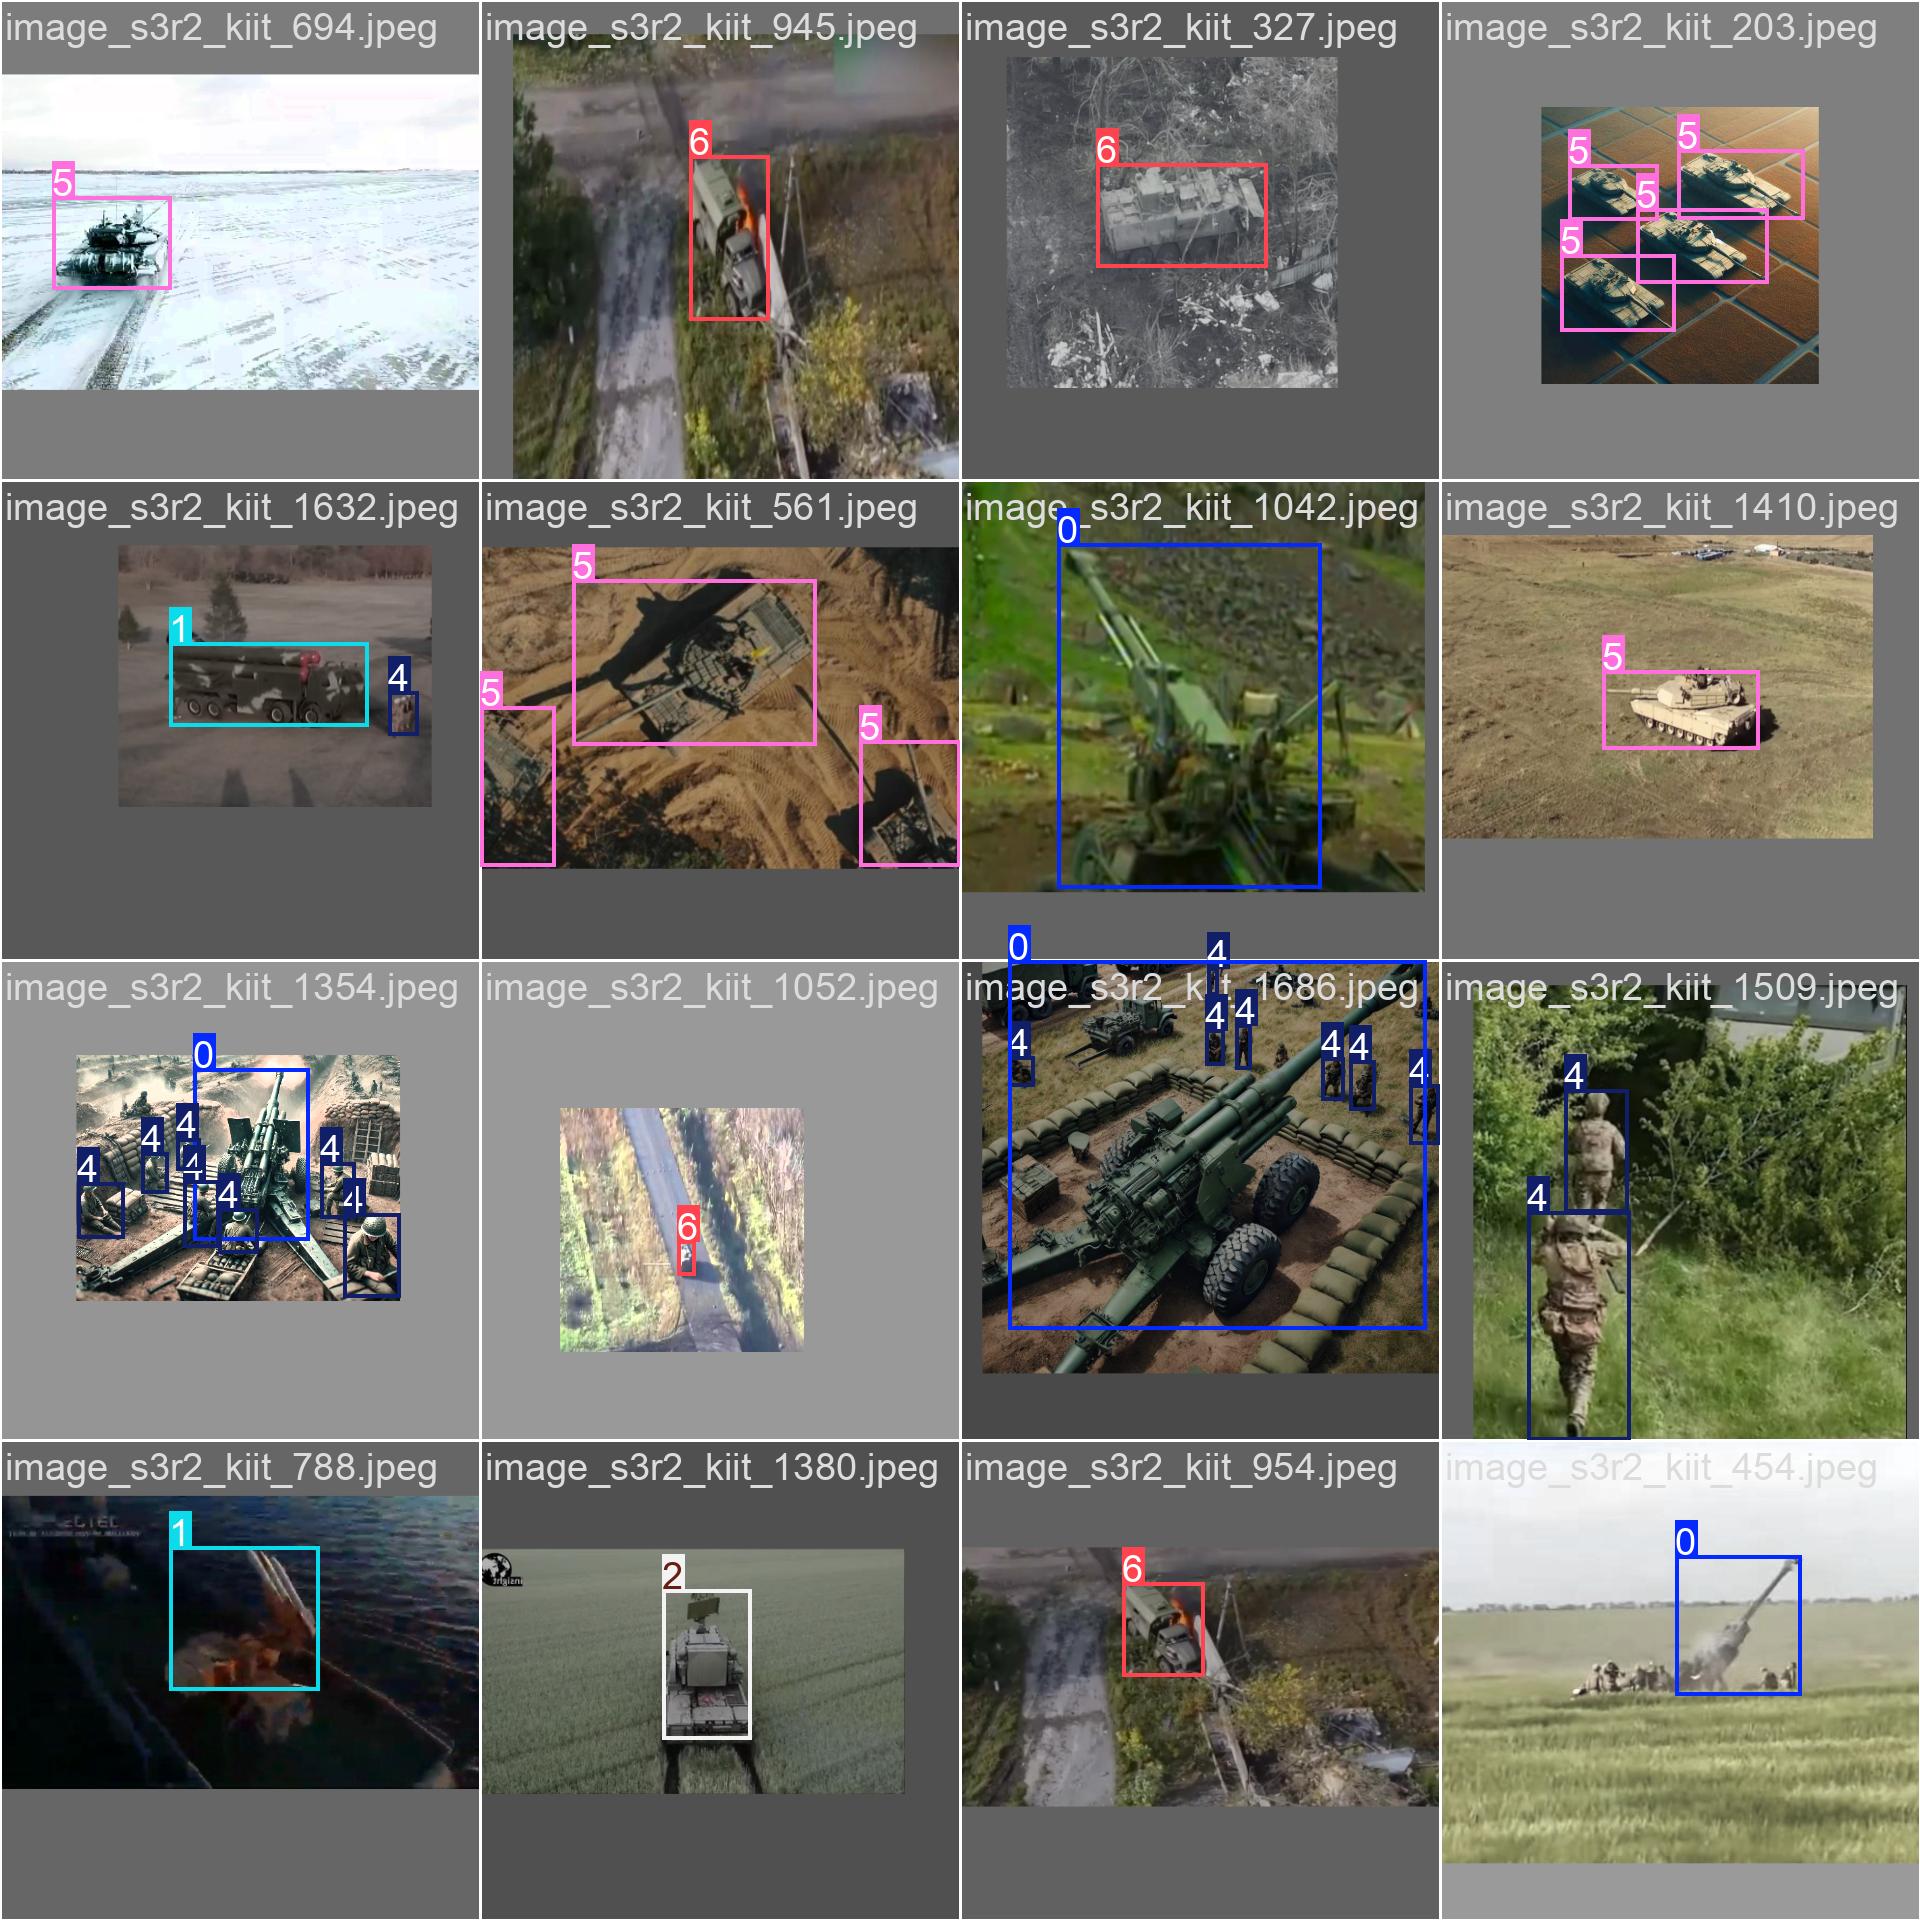 image_s3r2_kiit_694.jpeg
image_s3r2_kiit_945.jpeg
image_s3r2_kiit_327.jpeg
image_s3r2_kiit_203.jpeg
5
6
6
5
5
5
5
image_s3r2_kiit_1632.jpeg
image_s3r2_kiit_561.jpeg
image_s3r2_kiit_1042.jpeg
image_s3r2_kiit_1410.jpeg
1
4
5
5
5
0
5
image_s3r2_kiit_1354.jpeg
image_s3r2_kiit_1052.jpeg
image_s3r2_kiit_1686.jpeg
image_s3r2_kiit_1509.jpeg
0
4
4
4
4
4
4
4
6
0
4
4
4
4
4
4
4
4
4
image_s3r2_kiit_788.jpeg
image_s3r2_kiit_1380.jpeg
image_s3r2_kiit_954.jpeg
image_s3r2_kiit_454.jpeg
1
2
6
0